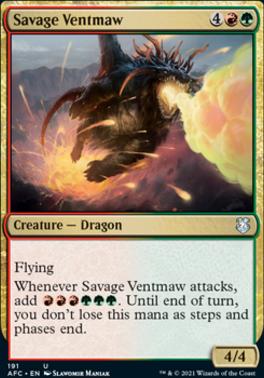 Savage Ventmaw 4
Creature — Dragon
Flying
Whenever Savage Ventmaw attacks,
add. Until end of turn,
you don't lose this mana as steps and
phases end.
4/4
191 U
AFC • EN SLAWOMIR MANIAK
™ & © 2021 Wizards of the Coast